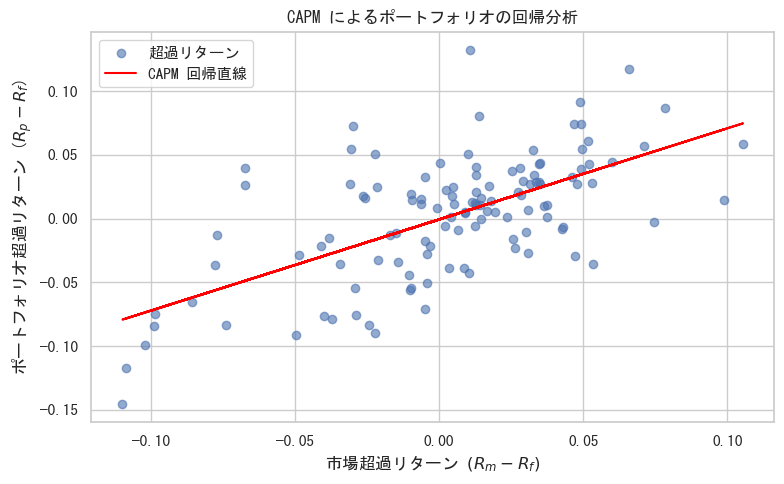 CAPM によるポートフォリオの回帰分析
超過リターン
CAPM 回帰直線
ポートフォリオ超過リターン (Rp − Rf)
0.10
0.05
0.00
−0.05
−0.10
−0.15
−0.10
−0.05
0.00
0.05
0.10
市場超過リターン (Rm − Rf)